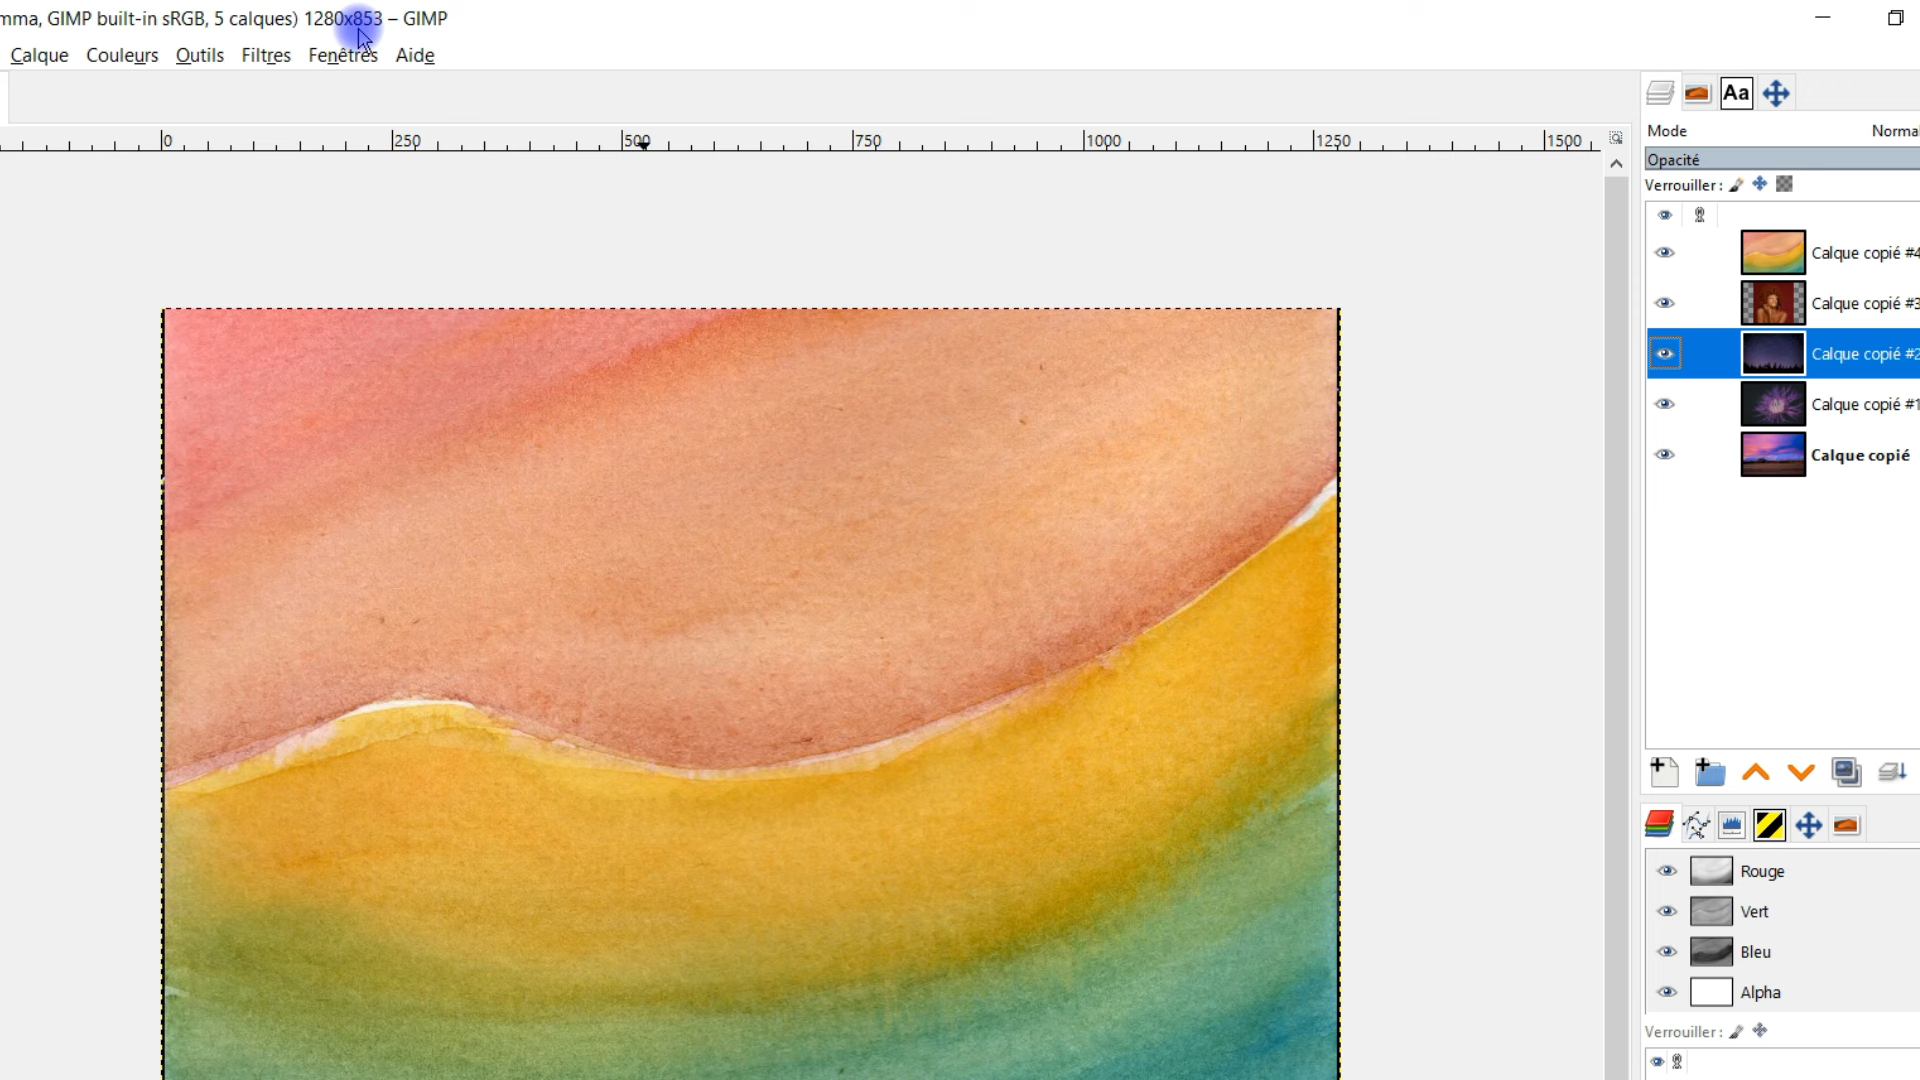 mma, GIMP built-in sRGB, 5 calques) 1280x853 – GIMP
Calque Couleurs Outils Filtres Fenêtres Aide
0 250 500 750 1000 1250 1500
Aa
Mode Normal
Opacité
Verrouiller :
Calque copié #4
Calque copié #3
Calque copié #2
Calque copié #1
Calque copié
Rouge
Vert
Bleu
Alpha
Verrouiller :